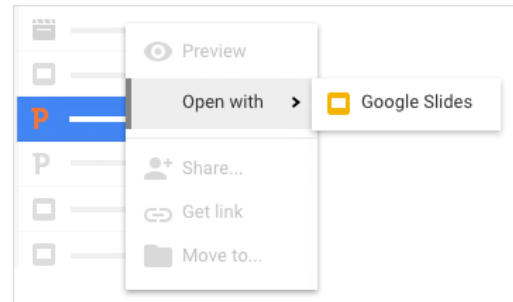 Preview
Open with
Google Slides
P
P
Share...
Get link
Move to...